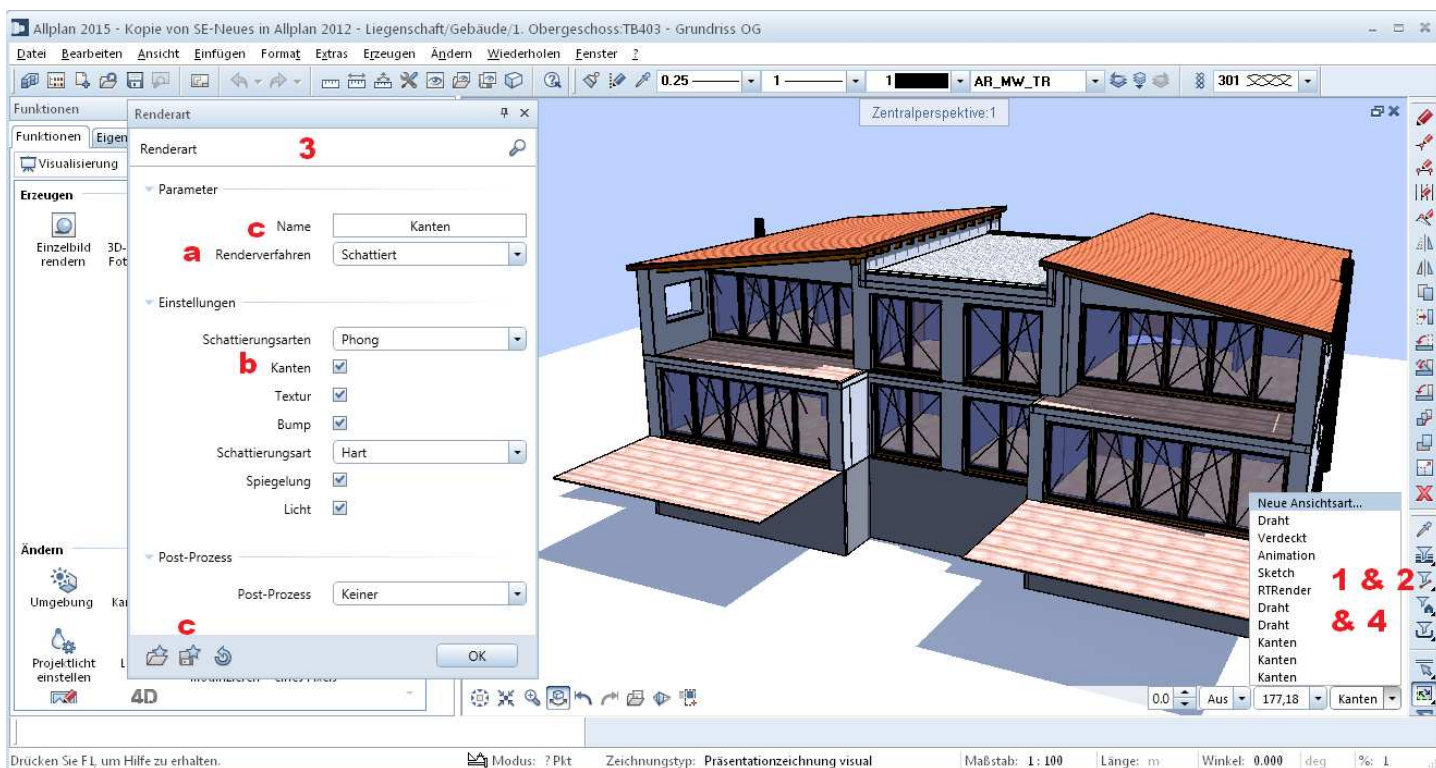 Allplan 2015 - Kopie von SE-Neues in Allplan 2012 - Liegenschaft/Gebäude/1. Obergeschoss:TB403 - Grundriss OG
Datei Bearbeiten Ansicht Einfügen Format Extras Erzeugen Ändern Wiederholen Fenster ?
0.25 1 1 AR_MW_TR 301
Funktionen
Renderart
Zentralperspektive:1
Funktionen Eigen
Renderart 3
Visualisierung
Parameter
Erzeugen
c Name Kanten
Einzelbild rendern
3D-
Fot
a Renderverfahren Schattiert
Einstellungen
Schattierungsarten Phong
b Kanten
Textur
Bump
Schattierungsart Hart
Spiegelung
Licht
Neue Ansichtsart...
Draht
Verdeckt
Animation
Sketch
RTRender
Draht
Draht
Kanten
Kanten
Kanten
1 & 2
& 4
Ändern
Post-Prozess
Umgebung
Kar
Post-Prozess Keiner
c
Projektlicht einstellen
L
OK
4D
0.0 Aus 177,18 Kanten
Drücken Sie F1, um Hilfe zu erhalten.
Modus: ? Pkt Zeichnungstyp: Präsentationzeichnung visual Maßstab: 1 : 100 Länge: m Winkel: 0.000 deg %: 1